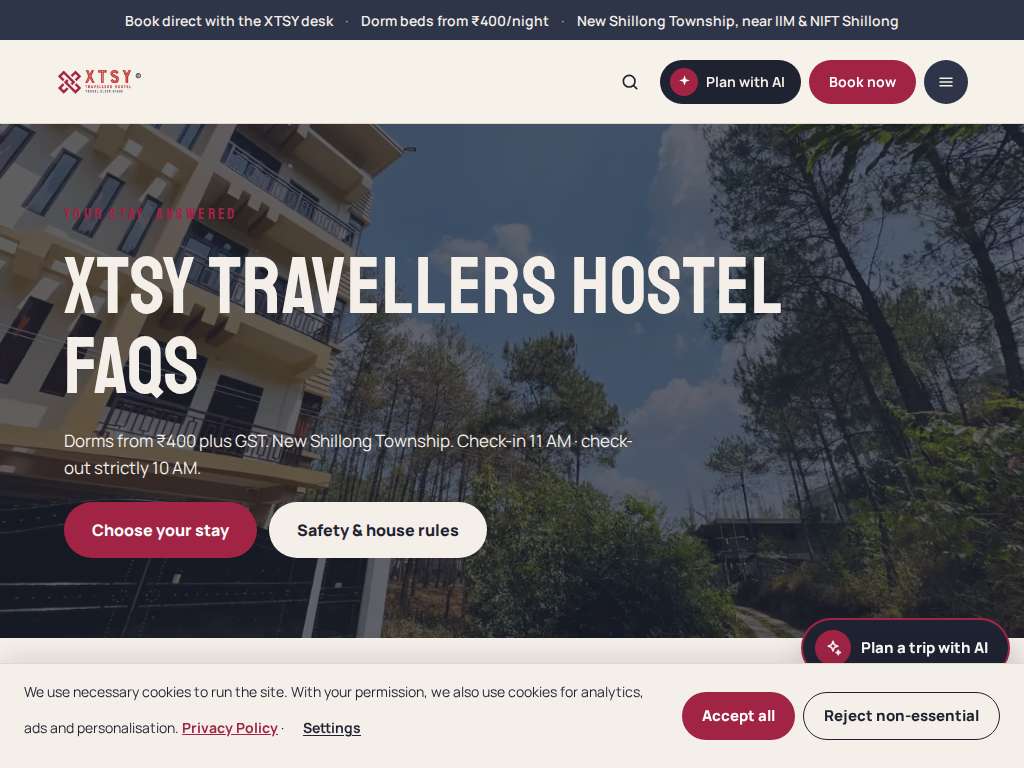 Book direct with the XTSY desk · Dorm beds from ₹400/night · New Shillong Township, near IIM & NIFT Shillong
XTSY
TRAVELLERS HOSTEL
Plan with AI
Book now
YOUR STAY, ANSWERED
XTSY TRAVELLERS HOSTEL
FAQS
Dorms from ₹400 plus GST. New Shillong Township. Check-in 11 AM · check-
out strictly 10 AM.
Choose your stay
Safety & house rules
Plan a trip with AI
We use necessary cookies to run the site. With your permission, we also use cookies for analytics,
ads and personalisation. Privacy Policy · Settings
Accept all
Reject non-essential